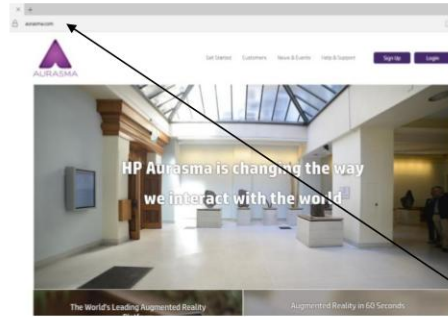 aurasma.com
AURASMA
Get Started Customers News & Events Help & Support Sign Up Login
HP Aurasma is changing the way
we interact with the world
The World's Leading Augmented Reality
Augmented Reality in 60 Seconds